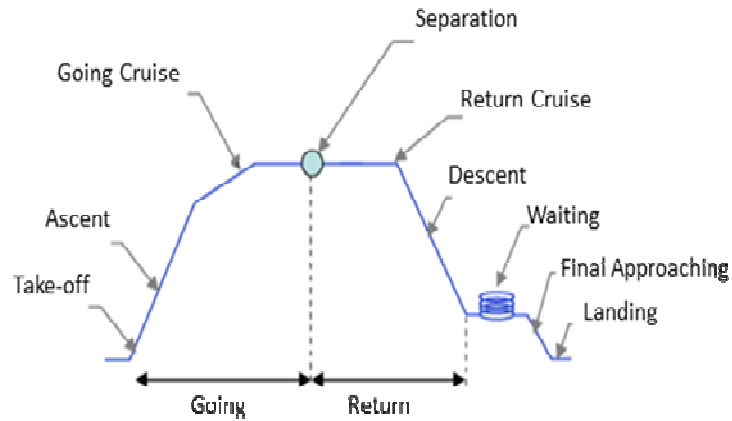 Separation
Going Cruise
Return Cruise
Descent
Ascent
Waiting
Take-off
Final Approaching
Landing
Going
Return